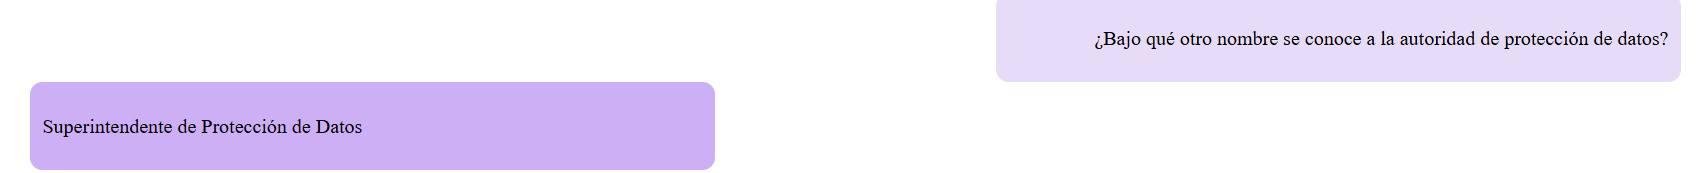 ¿Bajo qué otro nombre se conoce a la autoridad de protección de datos?
Superintendente de Protección de Datos